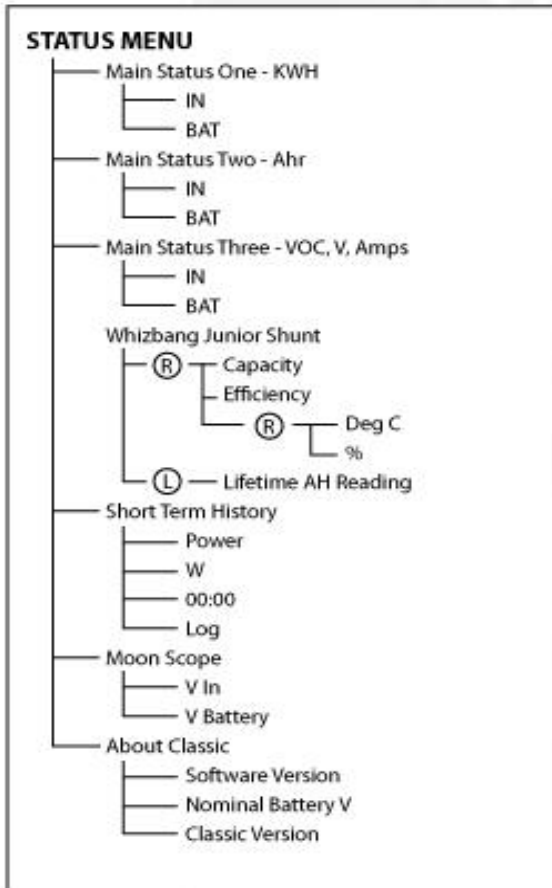 STATUS MENU
Main Status One - KWH
IN
BAT
Main Status Two - Ahr
IN
BAT
Main Status Three - VOC, V, Amps
IN
BAT
Whizbang Junior Shunt
R Capacity
Efficiency
R Deg C
%
L Lifetime AH Reading
Short Term History
Power
W
00:00
Log
Moon Scope
V In
V Battery
About Classic
Software Version
Nominal Battery V
Classic Version